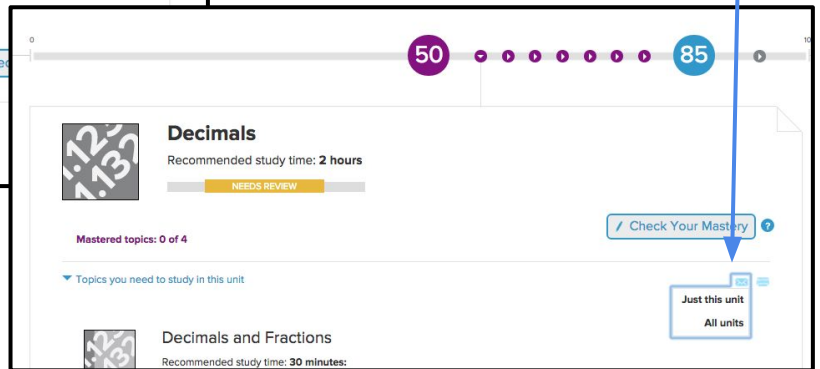 0
50
85
10
Decimals
Recommended study time: 2 hours
NEEDS REVIEW
Check Your Mastery ?
Mastered topics: 0 of 4
Topics you need to study in this unit
Just this unit
All units
Decimals and Fractions
Recommended study time: 30 minutes: